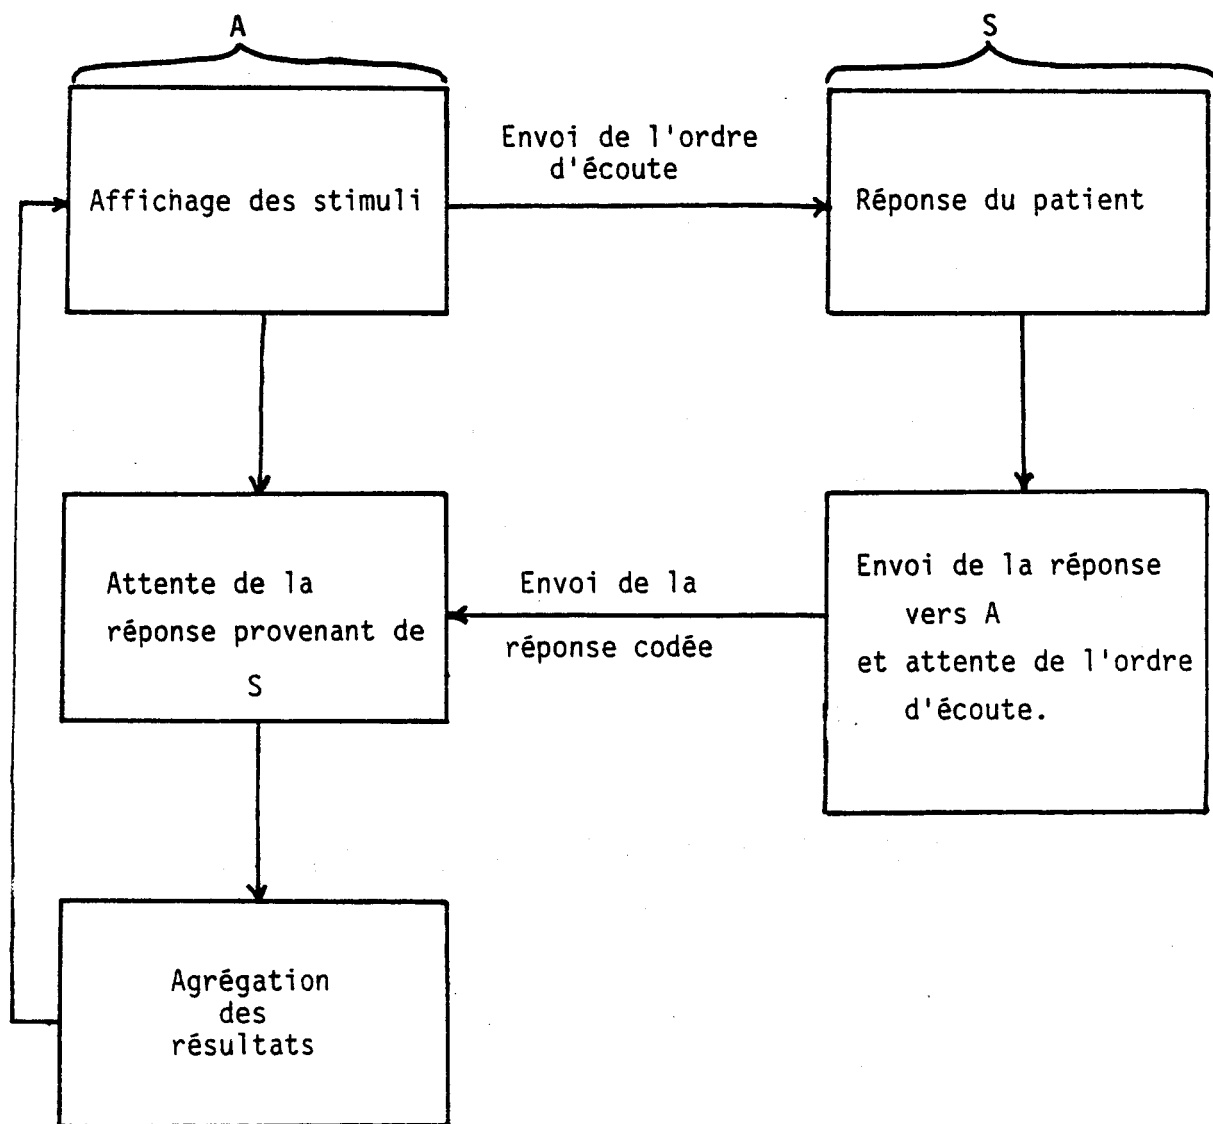 A
S
Affichage des stimuli
Envoi de l'ordre
d'écoute
Réponse du patient
Attente de la
réponse provenant de
S
Envoi de la
réponse codée
Envoi de la réponse
vers A
et attente de l'ordre
d'écoute.
Agrégation
des
résultats